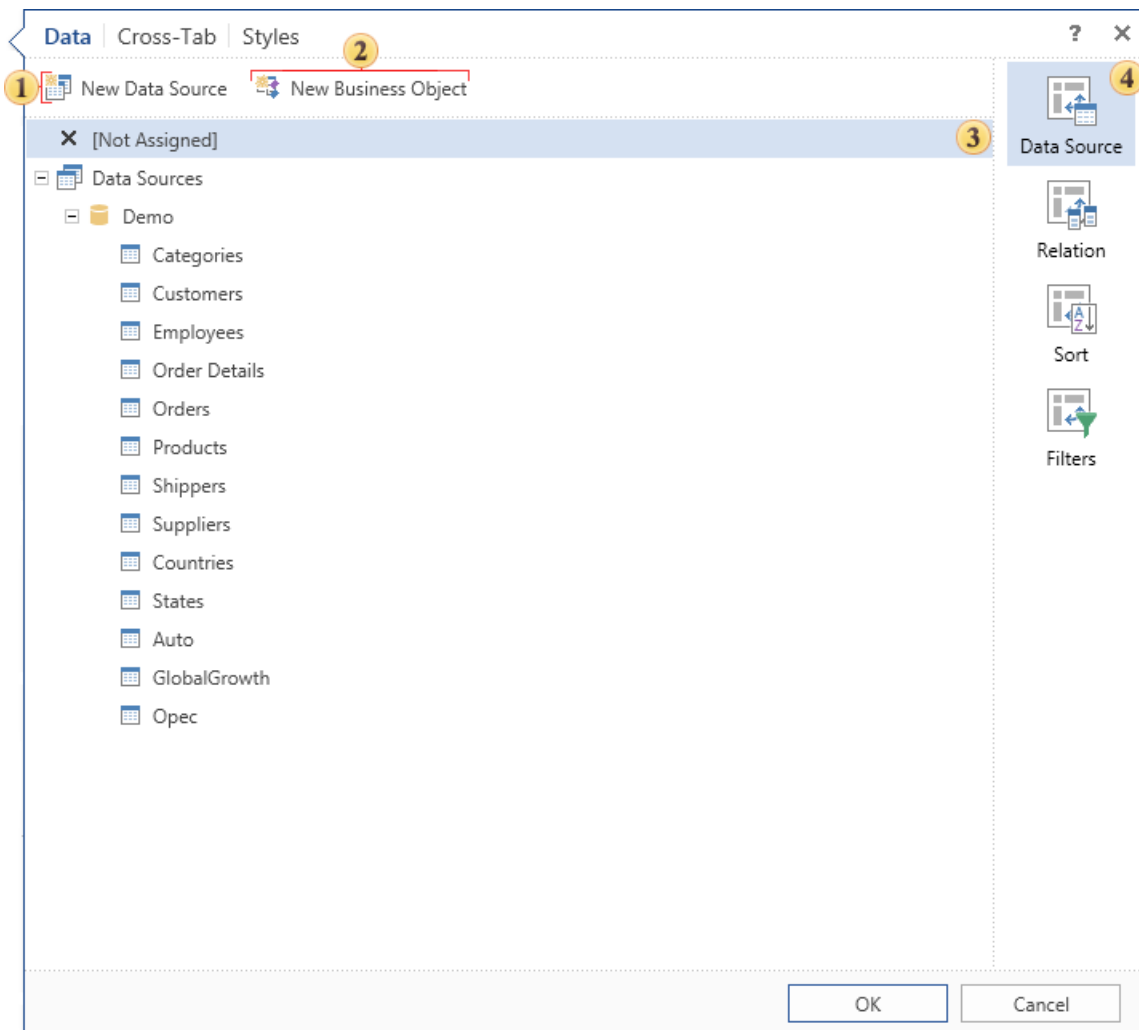 Data Cross-Tab Styles ?
2
1 New Data Source New Business Object 4
[Not Assigned] 3
Data Source
Data Sources
Demo
Relation
Categories
Customers
Employees
Sort
Order Details
Orders
Products
Filters
Shippers
Suppliers
Countries
States
Auto
GlobalGrowth
Opec
OK Cancel